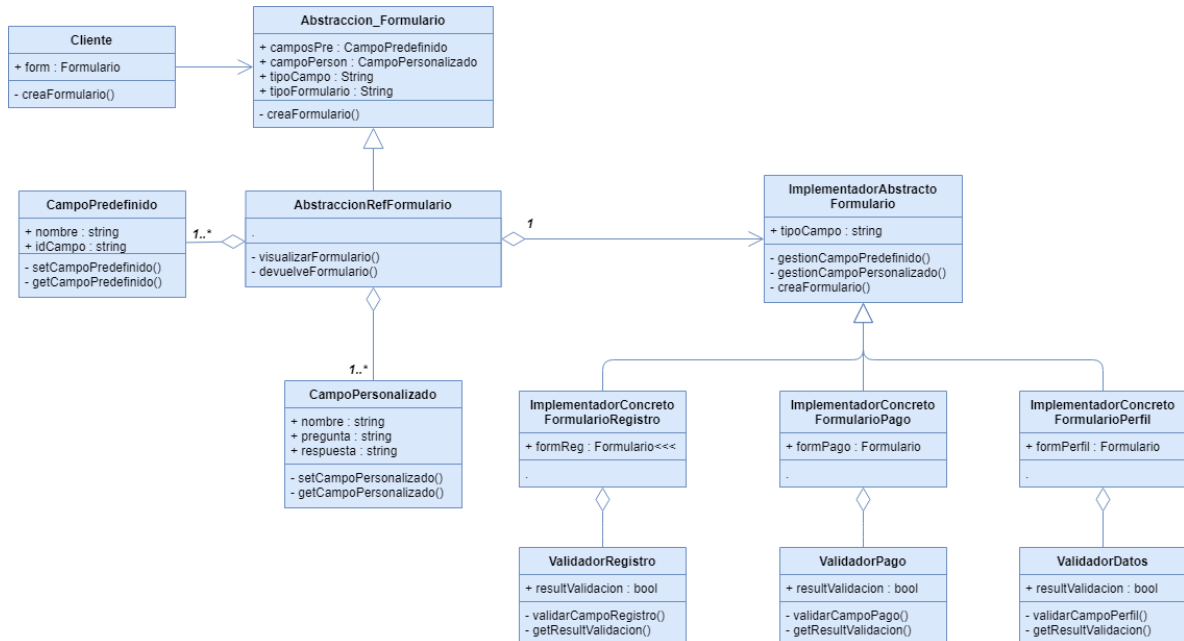 Cliente
+ form : Formulario
- creaFormulario()
Abstraccion_Formulario
+ camposPre : CampoPredefinido
+ campoPerson : CampoPersonalizado
+ tipoCampo : String
+ tipoFormulario : String
- creaFormulario()
CampoPredefinido
+ nombre : string
+ idCampo : string
- setCampoPredefinido()
- getCampoPredefinido()
1..*
AbstraccionRefFormulario
.
- visualizarFormulario()
- devuelveFormulario()
1
ImplementadorAbstracto
Formulario
+ tipoCampo : string
- gestionCampoPredefinido()
- gestionCampoPersonalizado()
- creaFormulario()
1..*
CampoPersonalizado
+ nombre : string
+ pregunta : string
+ respuesta : string
- setCampoPersonalizado()
- getCampoPersonalizado()
ImplementadorConcreto
FormularioRegistro
+ formReg : Formulario<<<
.
ImplementadorConcreto
FormularioPago
+ formPago : Formulario
.
ImplementadorConcreto
FormularioPerfil
+ formPerfil : Formulario
.
ValidadorRegistro
+ resultValidacion : bool
- validarCampoRegistro()
- getResultValidacion()
ValidadorPago
+ resultValidacion : bool
- validarCampoPago()
- getResultValidacion()
ValidadorDatos
+ resultValidacion : bool
- validarCampoPerfil()
- getResultValidacion()